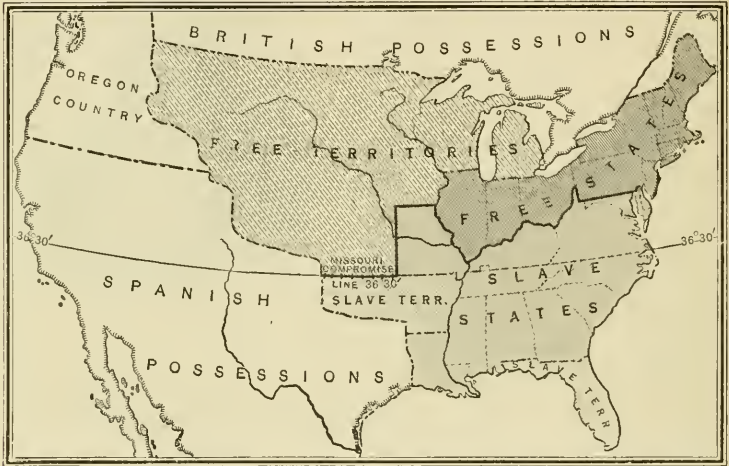 BRITISH POSSESSIONS
OREGON
COUNTRY
FREE TERRITORIES
FREE STATES
36°30'
36°30'
MISSOURI
COMPROMISE
LINE 36°30'
SLAVE TERR.
SLAVE
STATES
SPANISH
POSSESSIONS
SLAVE TERR.